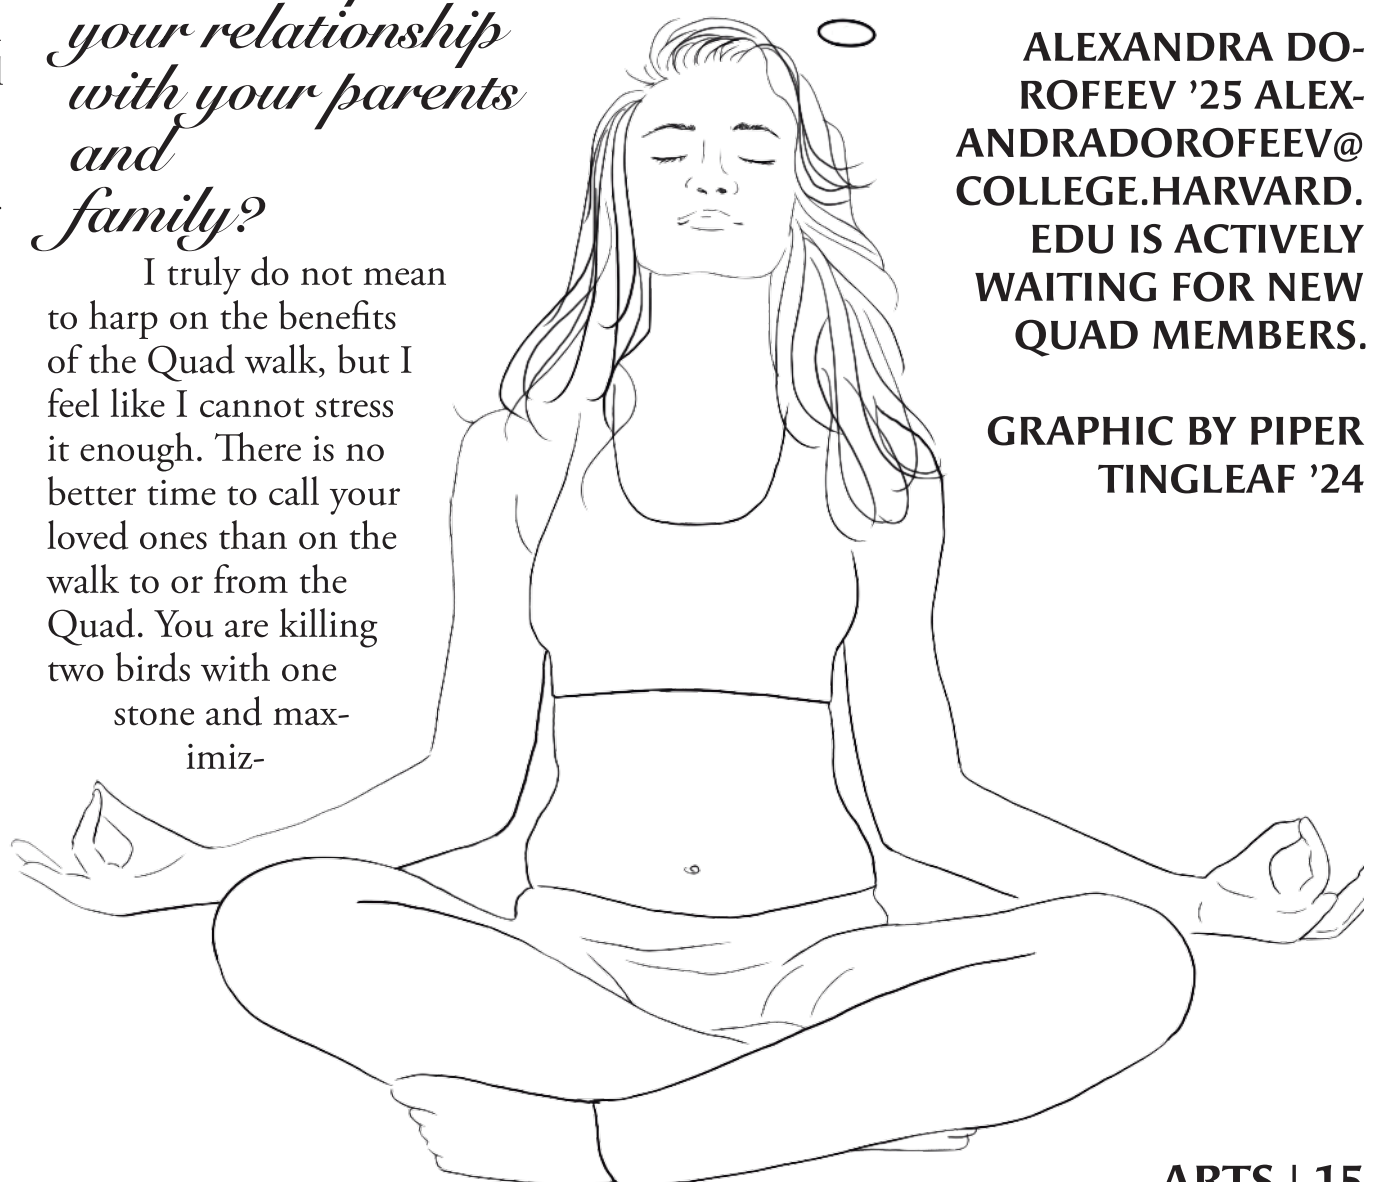 your relationship
with your parents
and
family?
I truly do not mean
to harp on the benefits
of the Quad walk, but I
feel like I cannot stress
it enough. There is no
better time to call your
loved ones than on the
walk to or from the
Quad. You are killing
two birds with one
stone and max-
imiz-
ALEXANDRA DO-
ROFEEV ’25 ALEX-
ANDRADOROFEEV@
COLLEGE.HARVARD.
EDU IS ACTIVELY
WAITING FOR NEW
QUAD MEMBERS.
GRAPHIC BY PIPER
TINGLEAF ’24
ARTS | 15